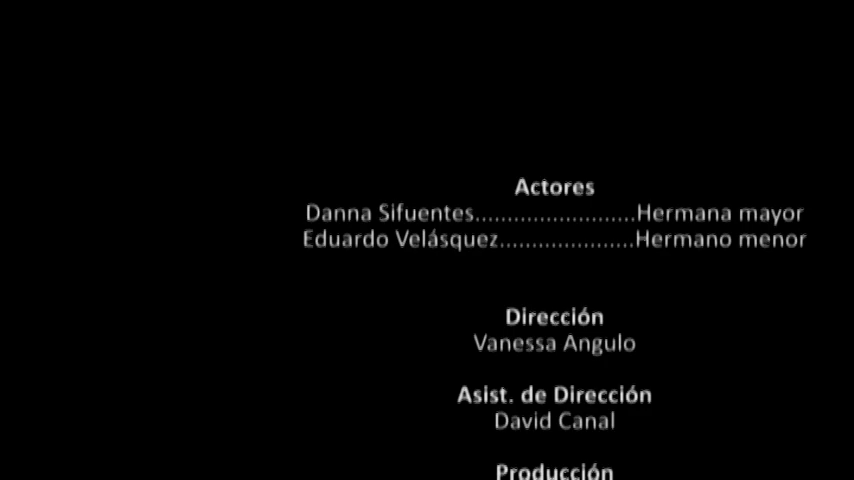 Actores
Danna Sifuentes.........................Hermana mayor
Eduardo Velásquez.....................Hermano menor
Dirección
Vanessa Angulo
Asist. de Dirección
David Canal
Producción